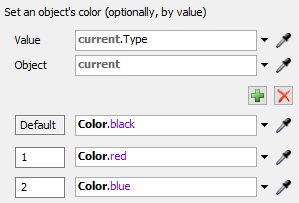 Set an object's color (optionally, by value)
Value current.Type
Object current
Default Color.black
1 Color.red
2 Color.blue